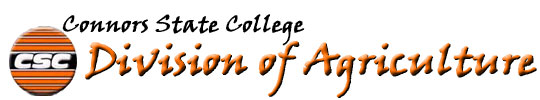 Connors State College
CSC
Division of Agriculture